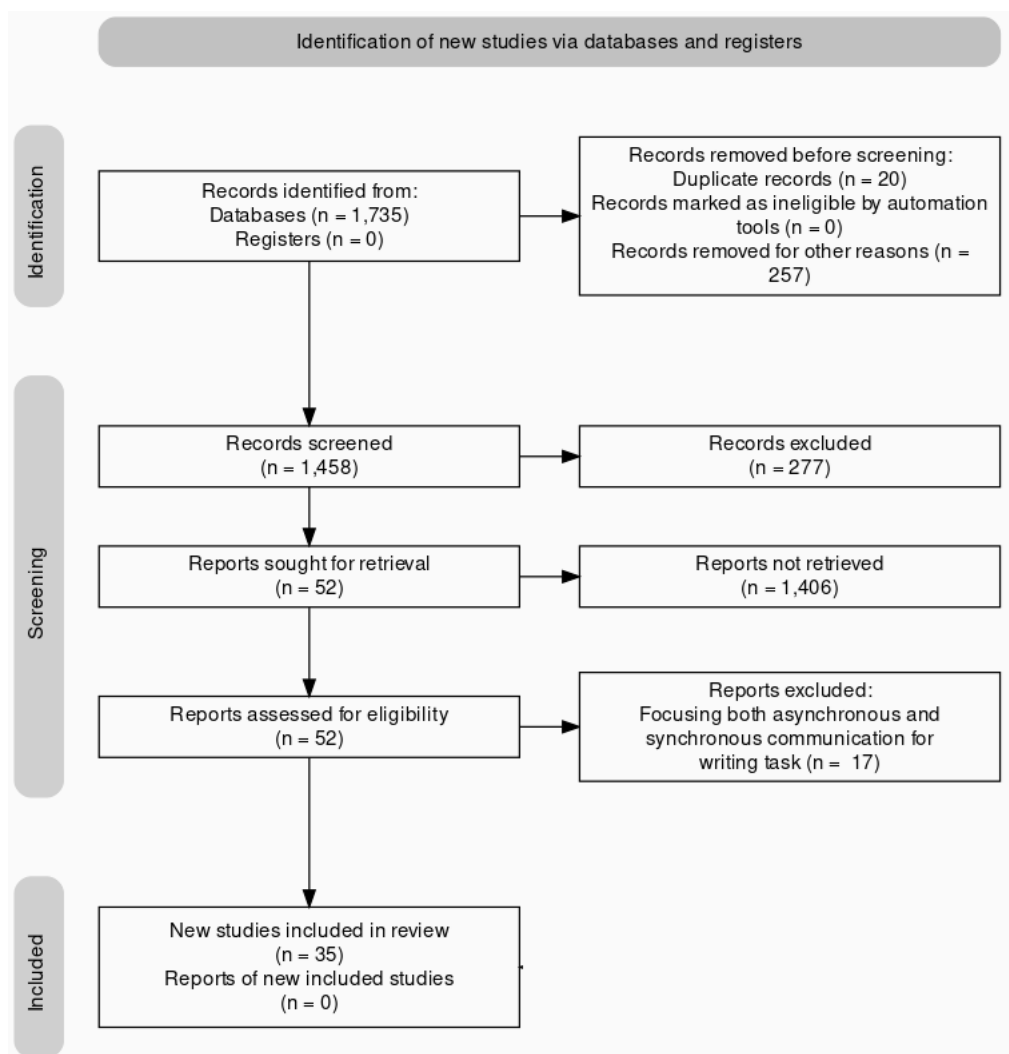 Identification of new studies via databases and registers
Identification
Records identified from:
Databases (n = 1,735)
Registers (n = 0)
Records removed before screening:
Duplicate records (n = 20)
Records marked as ineligible by automation
tools (n = 0)
Records removed for other reasons (n =
257)
Screening
Records screened
(n = 1,458)
Records excluded
(n = 277)
Reports sought for retrieval
(n = 52)
Reports not retrieved
(n = 1,406)
Reports assessed for eligibility
(n = 52)
Reports excluded:
Focusing both asynchronous and
synchronous communication for
writing task (n = 17)
Included
New studies included in review
(n = 35)
Reports of new included studies
(n = 0)